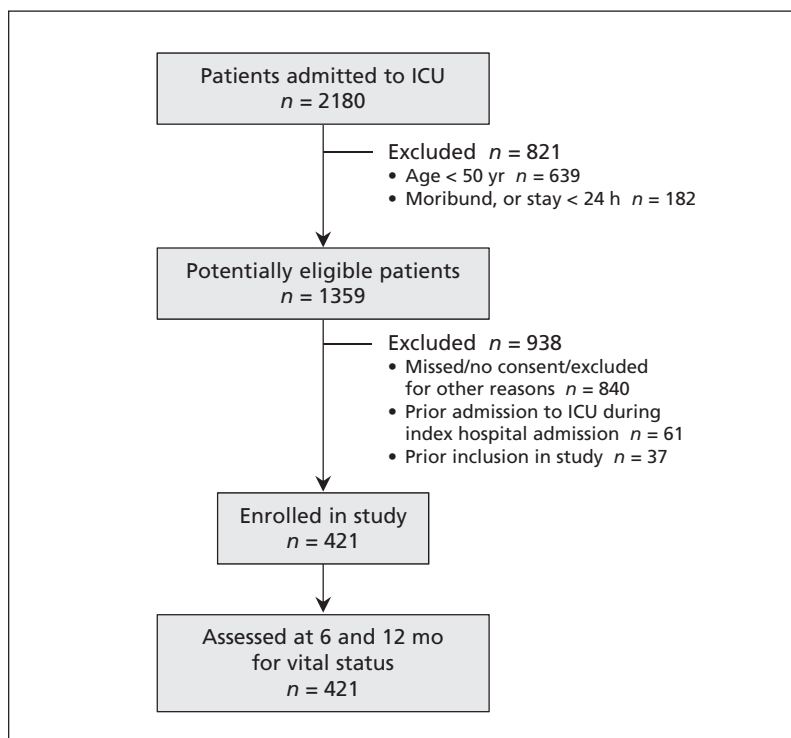 Patients admitted to ICU
n = 2180
Excluded n = 821
• Age < 50 yr n = 639
• Moribund, or stay < 24 h n = 182
Potentially eligible patients
n = 1359
Excluded n = 938
• Missed/no consent/excluded
for other reasons n = 840
• Prior admission to ICU during
index hospital admission n = 61
• Prior inclusion in study n = 37
Enrolled in study
n = 421
Assessed at 6 and 12 mo
for vital status
n = 421